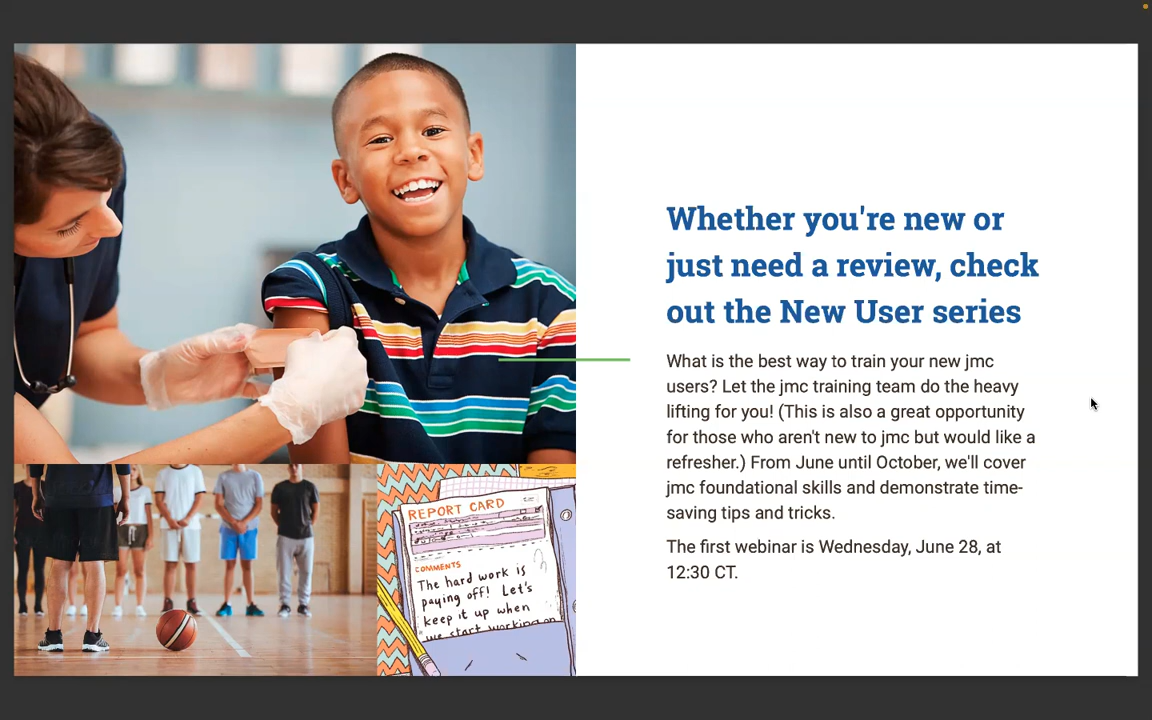 Whether you're new or
just need a review, check
out the New User series
What is the best way to train your new jmc
users? Let the jmc training team do the heavy
lifting for you! (This is also a great opportunity
for those who aren't new to jmc but would like a
refresher.) From June until October, we'll cover
jmc foundational skills and demonstrate time-
saving tips and tricks.
The first webinar is Wednesday, June 28, at
12:30 CT.
REPORT CARD
COMMENTS
The hard work is
paying off! Let's
keep it up when
we start working on